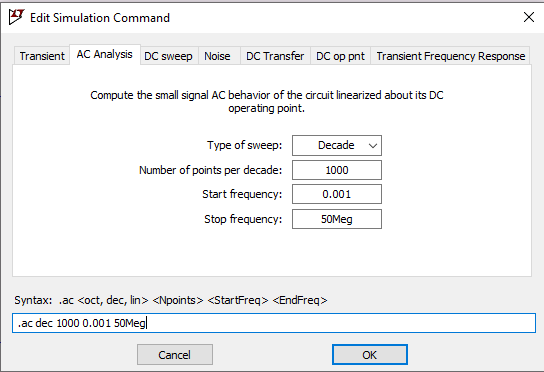 Edit Simulation Command
Transient AC Analysis DC sweep Noise DC Transfer DC op pnt Transient Frequency Response
Compute the small signal AC behavior of the circuit linearized about its DC
operating point.
Type of sweep: Decade
Number of points per decade: 1000
Start frequency: 0.001
Stop frequency: 50Meg
Syntax: .ac <oct, dec, lin> <Npoints> <StartFreq> <EndFreq>
.ac dec 1000 0.001 50Meg
Cancel OK